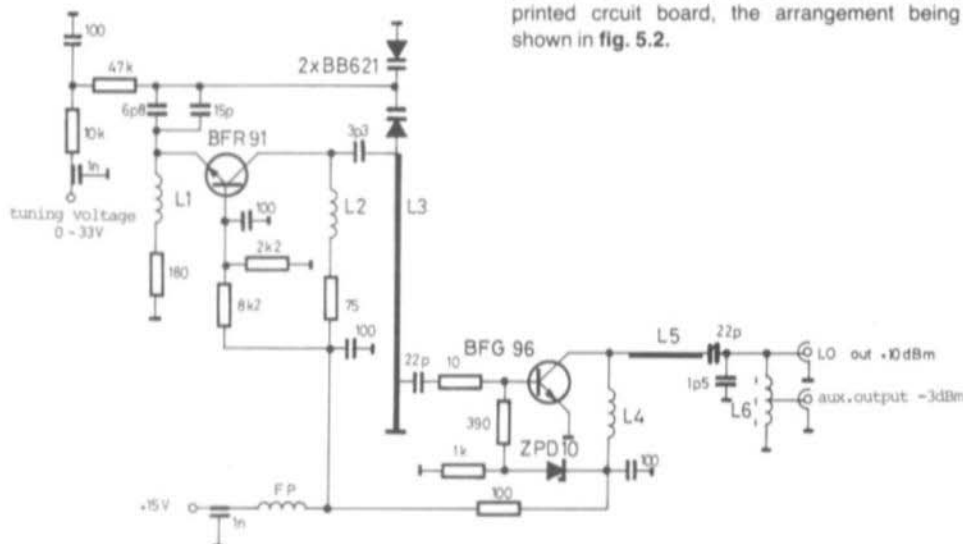 printed crcuit board, the arrangement being
shown in fig. 5.2.
100
2xBB621
47k
6p8
15p
10k
BFR 91
3p3
1n
L1
L2
L3
tuning voltage
0-33V
100
2k2
180
8k2
75
100
BFG 96
L5
22p
22p
10
LO out +10dBm
1p5
L6
aux.output -3dBm
390
L4
ZPD10
1k
100
FP
100
+15V
1n